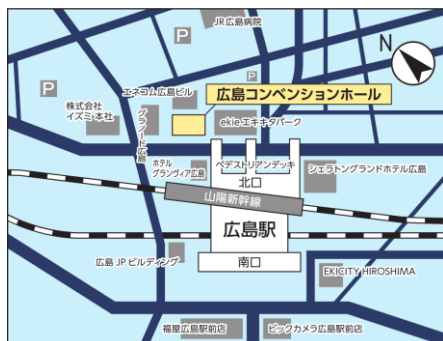 JR広島病院
P
N
P
P
エネコム広島ビル
広島コンベンションホール
株式会社
イズミ・本社
グラノード広島
ekie エキキタパーク
ホテル
グランヴィア広島
ペデストリアンデッキ
北口
シェラトングランドホテル広島
山陽新幹線
広島駅
広島JPビルディング
南口
EKICITY HIROSHIMA
福屋広島駅前店
ビックカメラ広島駅前店